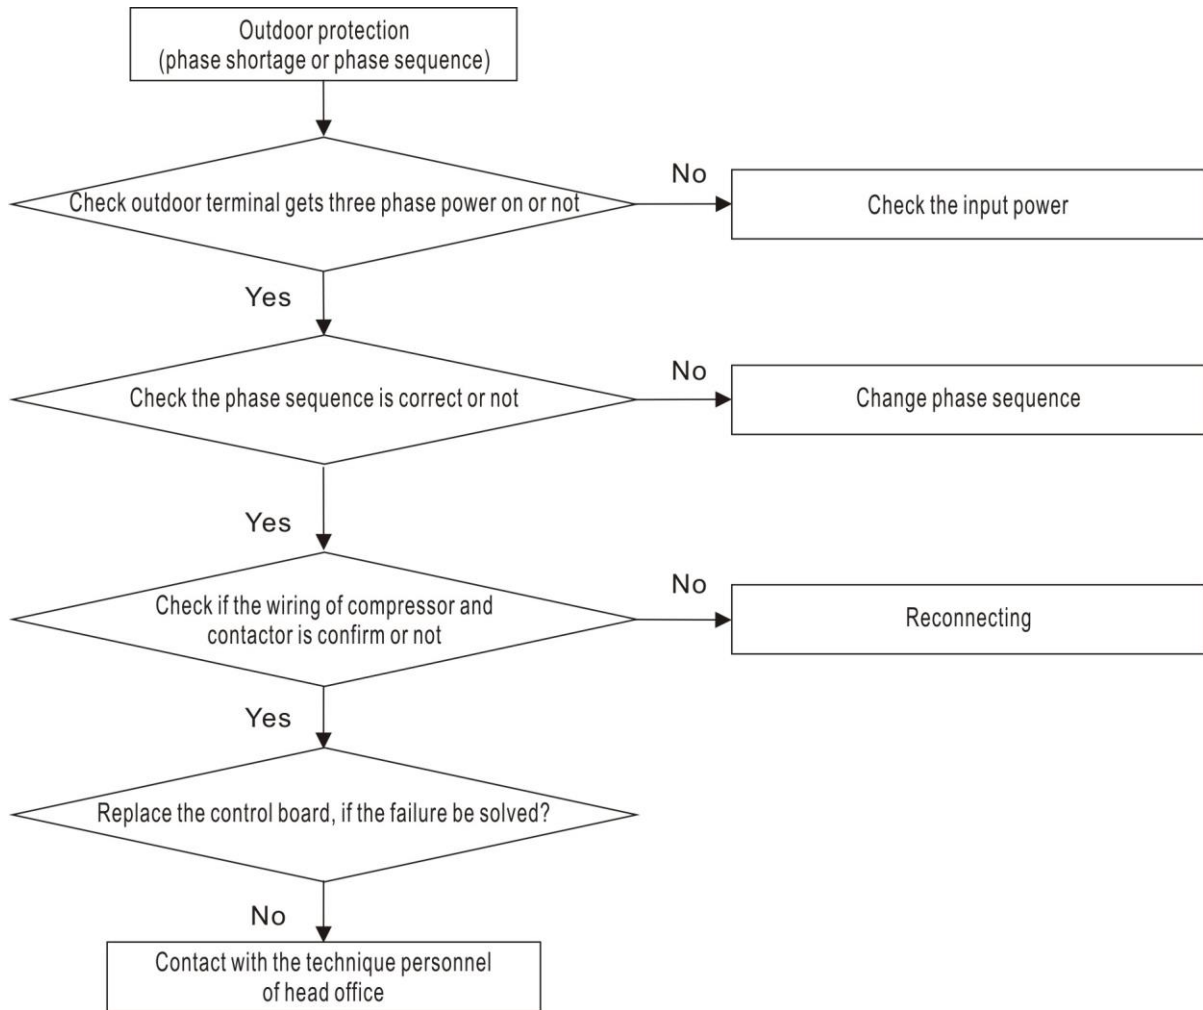 Outdoor protection
(phase shortage or phase sequence)
Check outdoor terminal gets three phase power on or not
No
Check the input power
Yes
Check the phase sequence is correct or not
No
Change phase sequence
Yes
Check if the wiring of compressor and
contactor is confirm or not
No
Reconnecting
Yes
Replace the control board, if the failure be solved?
No
Contact with the technique personnel
of head office